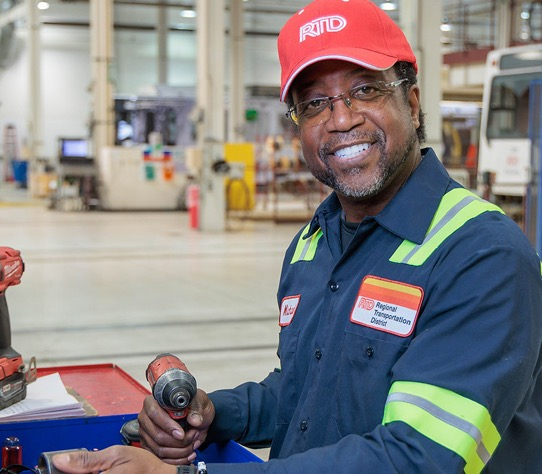 RTD
RTD Regional
Transportation
District